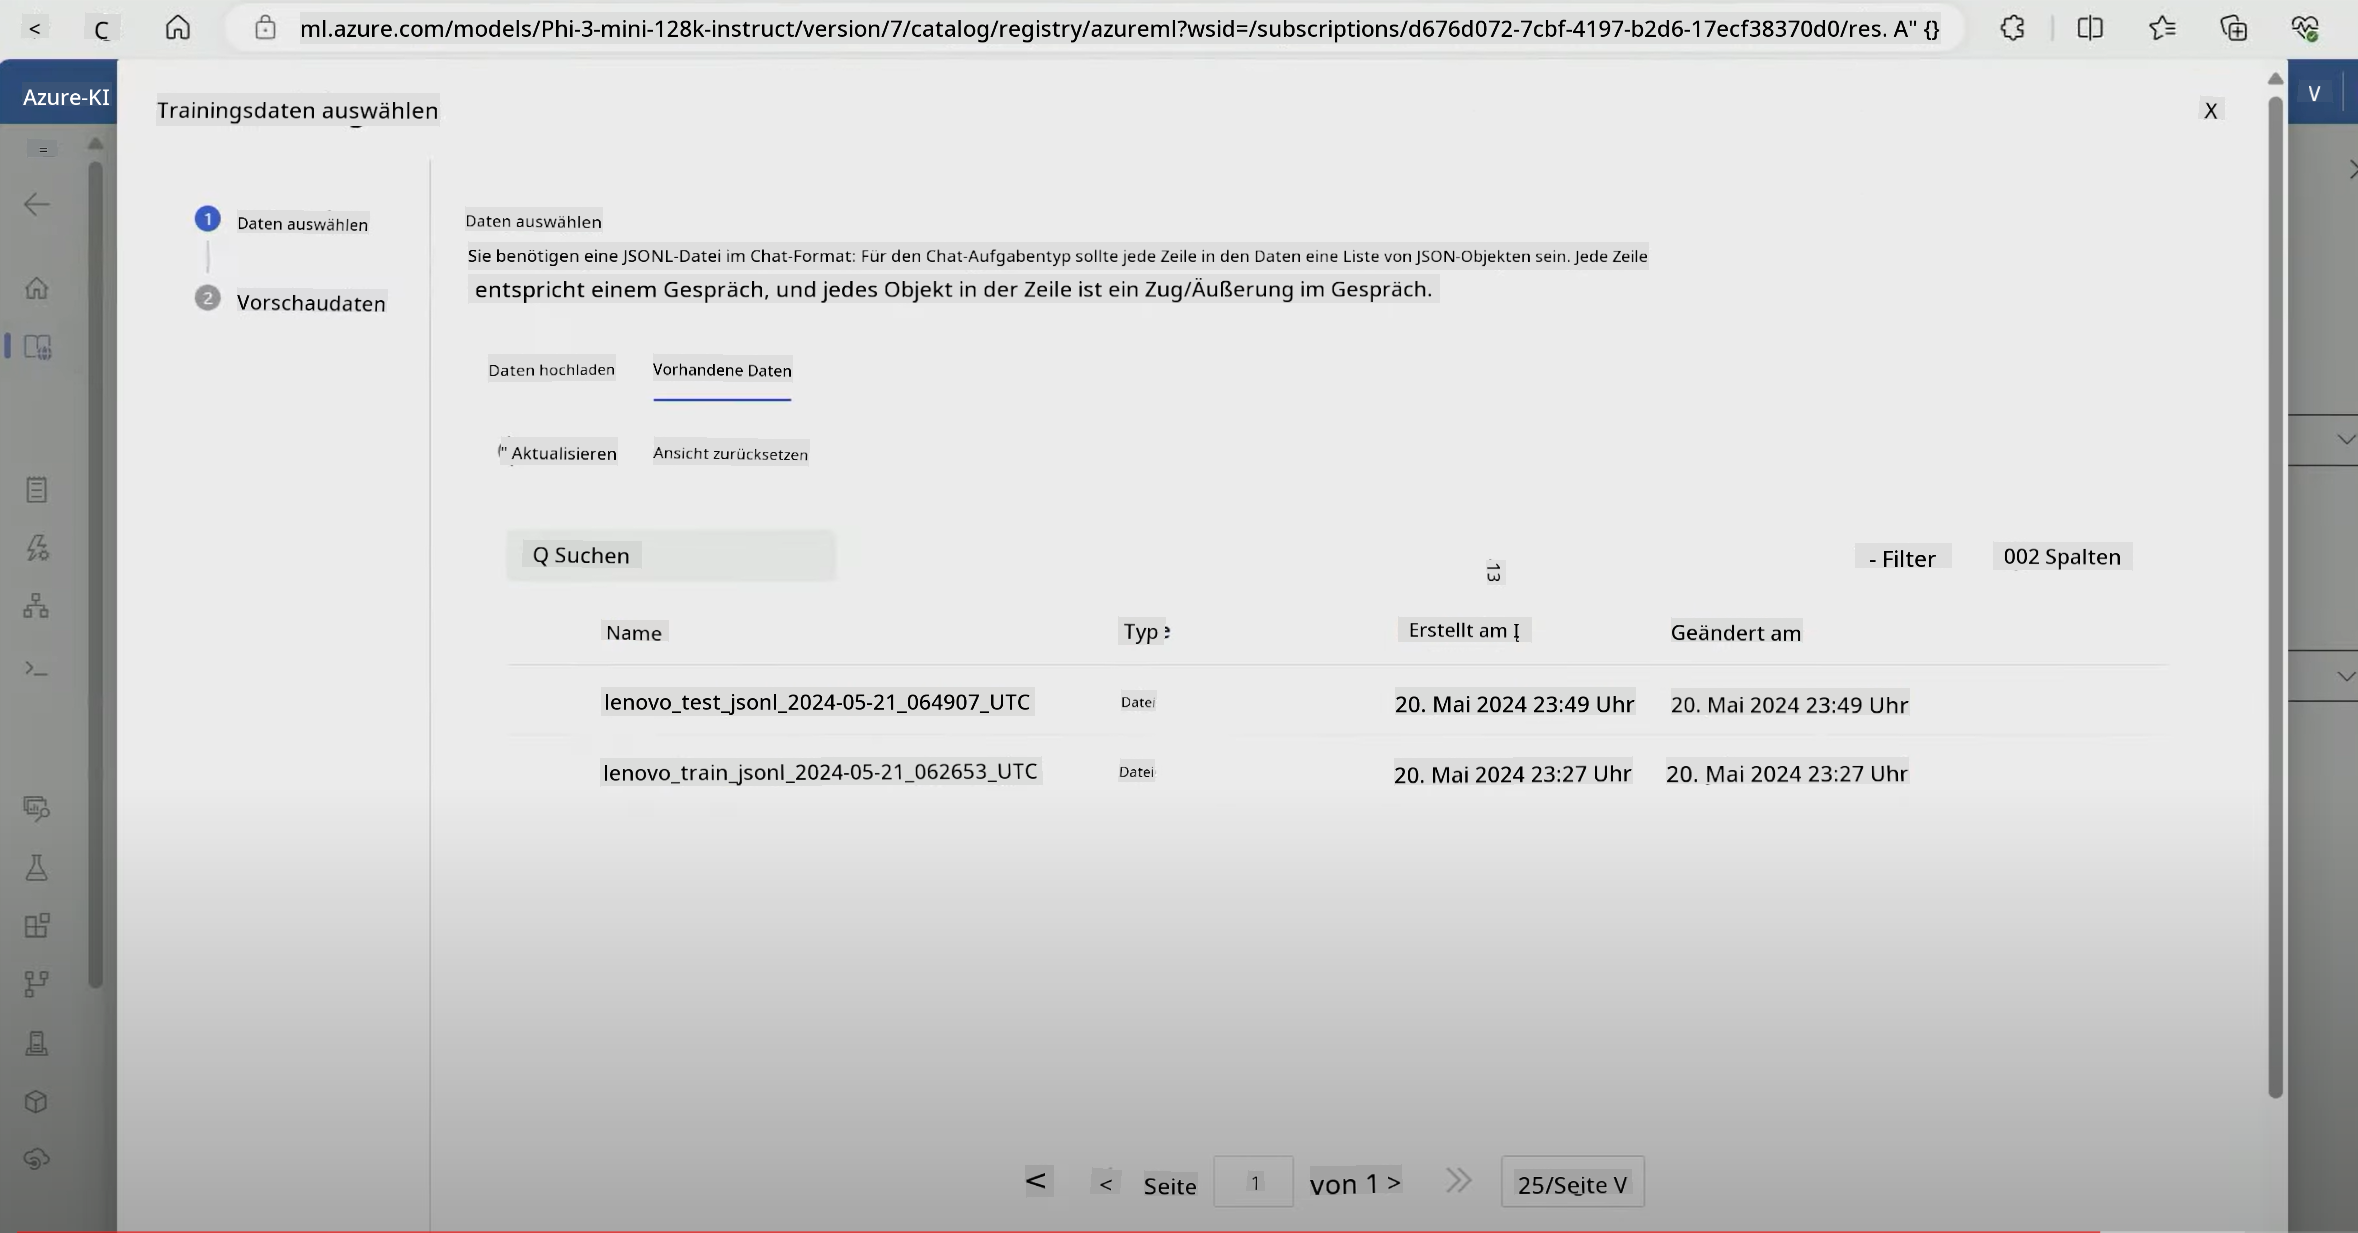 ml.azure.com/models/Phi-3-mini-128k-instruct/version/7/catalog/registry/azureml?wsid=/subscriptions/d676d072-7cbf-4197-b2d6-17ecf38370d0/res. A" {}
Azure-KI
Trainingsdaten auswählen
X
V
1 Daten auswählen
2 Vorschaudaten
Daten auswählen
Sie benötigen eine JSONL-Datei im Chat-Format: Für den Chat-Aufgabentyp sollte jede Zeile in den Daten eine Liste von JSON-Objekten sein. Jede Zeile
entspricht einem Gespräch, und jedes Objekt in der Zeile ist ein Zug/Äußerung im Gespräch.
Daten hochladen Vorhandene Daten
" Aktualisieren Ansicht zurücksetzen
Q Suchen
13
- Filter 002 Spalten
Name Type Erstellt am Geändert am
lenovo_test_jsonl_2024-05-21_064907_UTC Datei 20. Mai 2024 23:49 Uhr 20. Mai 2024 23:49 Uhr
lenovo_train_jsonl_2024-05-21_062653_UTC Datei 20. Mai 2024 23:27 Uhr 20. Mai 2024 23:27 Uhr
< < Seite 1 von 1 > 25/Seite V